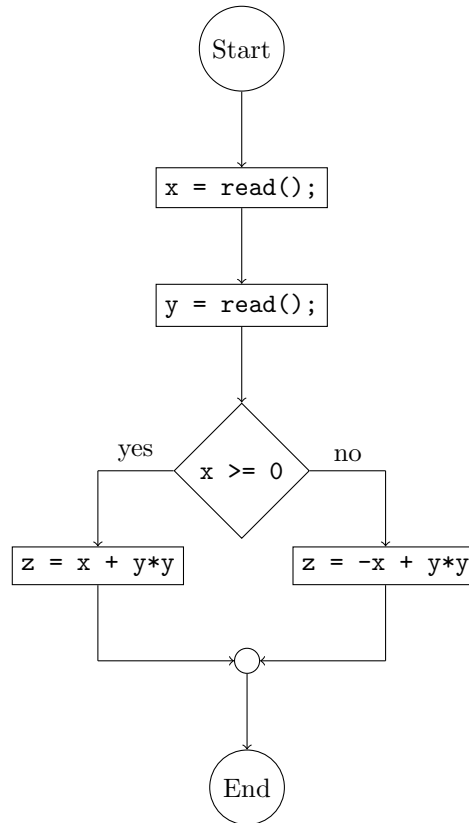 Start
x = read();
y = read();
x >= 0
yes
no
z = x + y*y
z = -x + y*y
End